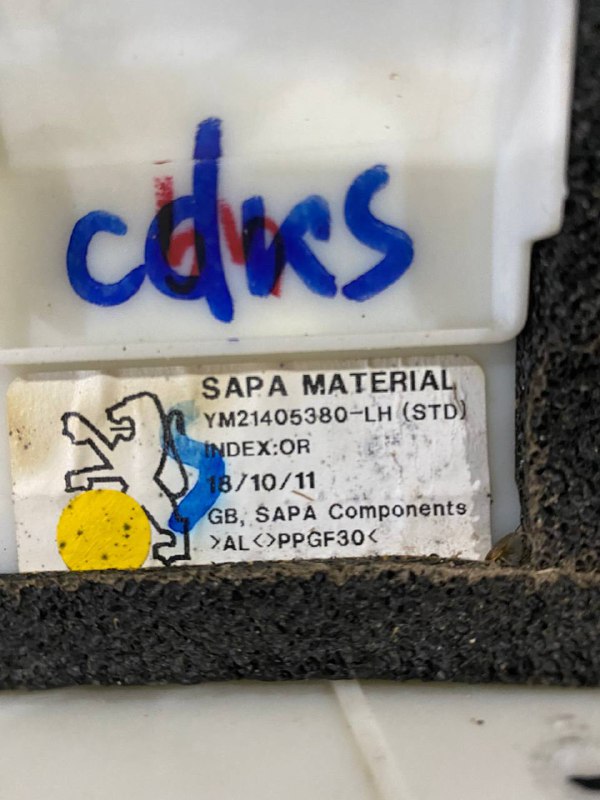 cdks
SAPA MATERIAL
YM21405380-LH (STD)
INDEX:OR
18/10/11
GB, SAPA Components
>AL<>PPGF30<